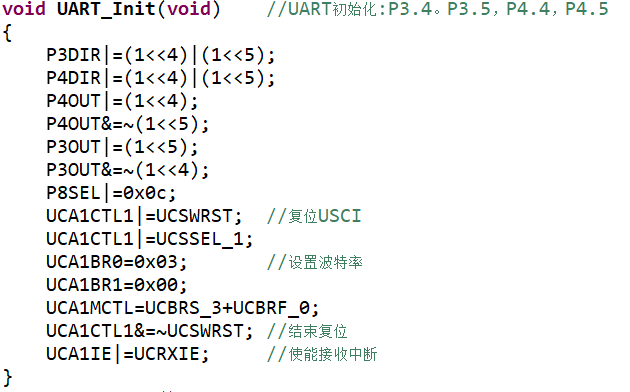 void UART_Init(void)    //UART初始化:P3.4。P3.5，P4.4，P4.5
{
    P3DIR|=(1<<4)|(1<<5);
    P4DIR|=(1<<4)|(1<<5);
    P4OUT|=(1<<4);
    P4OUT&=~(1<<5);
    P3OUT|=(1<<5);
    P3OUT&=~(1<<4);
    P8SEL|=0x0c;
    UCA1CTL1|=UCSWRST;  //复位USCI
    UCA1CTL1|=UCSSEL_1;
    UCA1BR0=0x03;       //设置波特率
    UCA1BR1=0x00;
    UCA1MCTL=UCBRS_3+UCBRF_0;
    UCA1CTL1&=~UCSWRST; //结束复位
    UCA1IE|=UCRXIE;     //使能接收中断
}